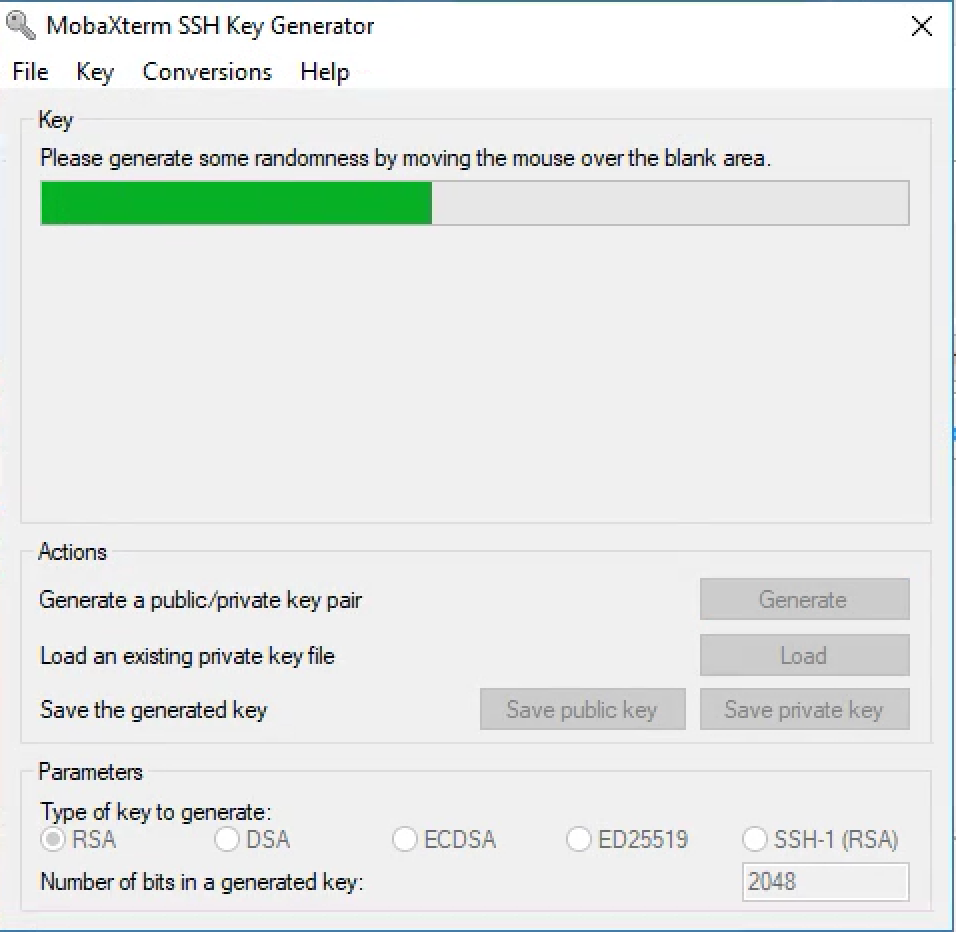 MobaXterm SSH Key Generator
File Key Conversions Help
Key
Please generate some randomness by moving the mouse over the blank area.
Actions
Generate a public/private key pair Generate
Load an existing private key file Load
Save the generated key Save public key Save private key
Parameters
Type of key to generate:
RSA DSA ECDSA ED25519 SSH-1 (RSA)
Number of bits in a generated key: 2048